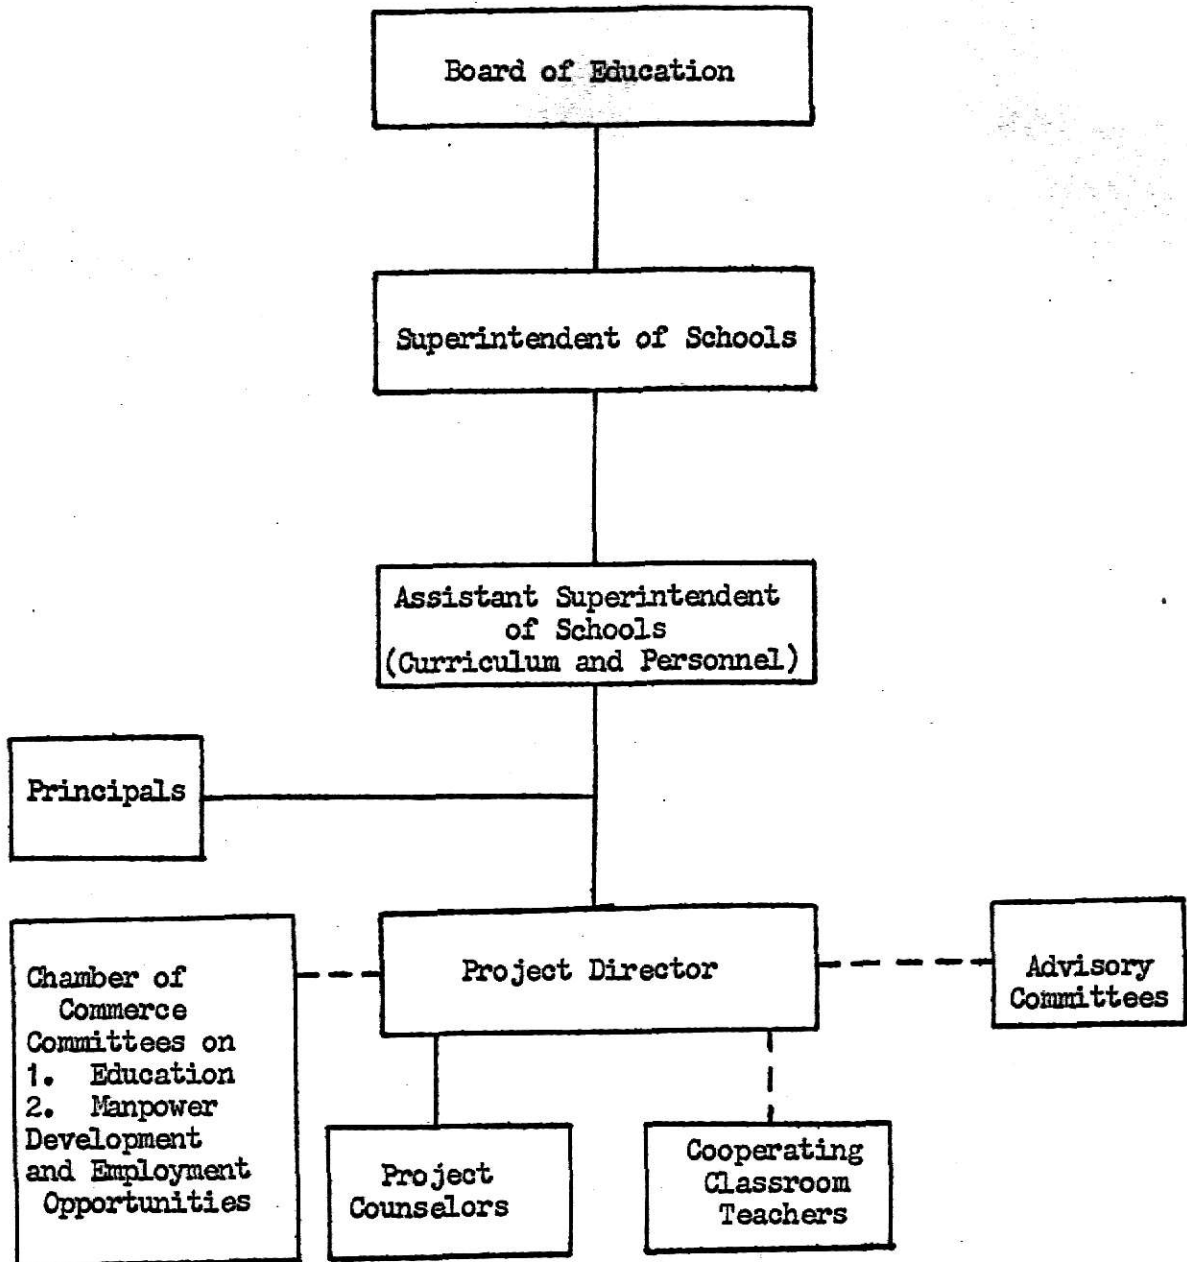 Board of Education
Superintendent of Schools
Assistant Superintendent
of Schools
(Curriculum and Personnel)
Principals
Chamber of
Commerce
Committees on
1. Education
2. Manpower
Development
and Employment
Opportunities
Project Director
Advisory
Committees
Project
Counselors
Cooperating
Classroom
Teachers